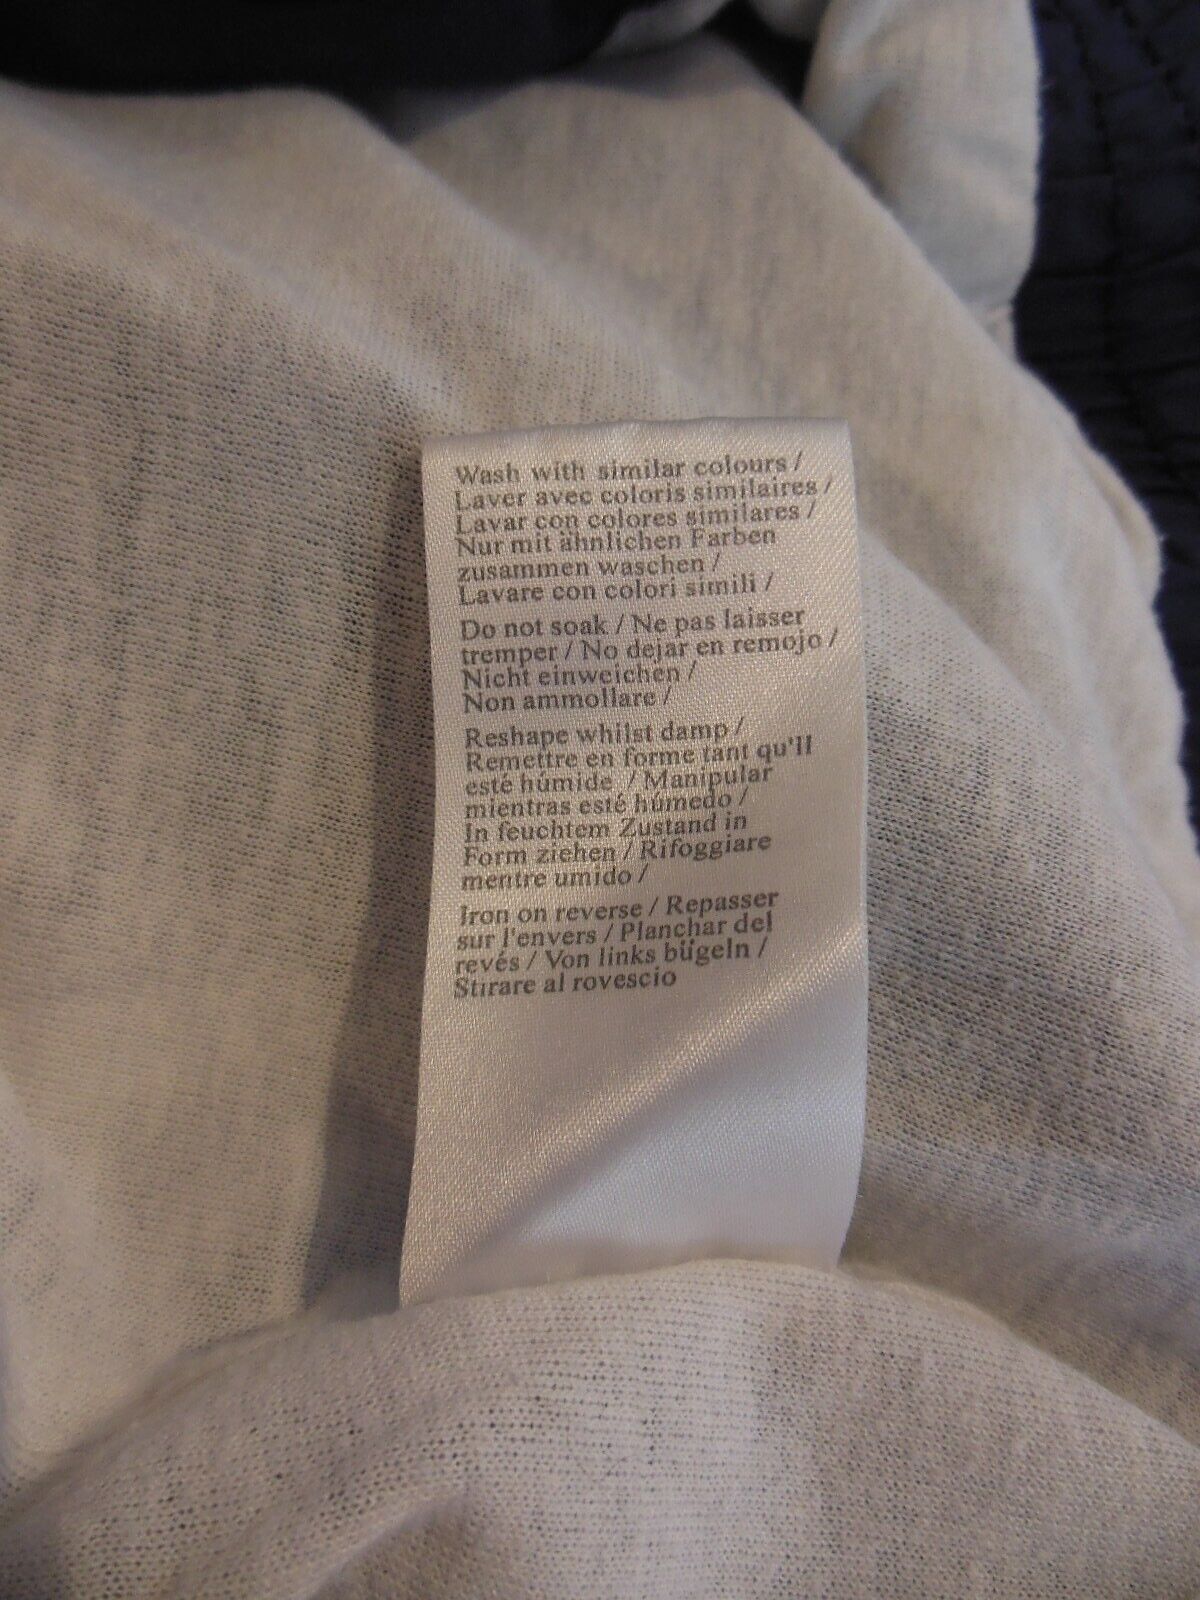 Wash with similar colours /
Laver avec coloris similaires /
Lavar con colores similares /
Nur mit ähnlichen Farben
zusammen waschen /
Lavare con colori simili /
Do not soak / Ne pas laisser
tremper / No dejar en remojo /
Nicht einweichen /
Non ammollare /
Reshape whilst damp /
Remettre en forme tant qu'Il
esté húmide / Manipular
mientras esté húmedo /
In feuchtem Zustand in
Form ziehen / Rifoggiare
mentre umido /
Iron on reverse / Repasser
sur l'envers / Planchar del
revés / Von links bügeln /
Stirare al rovescio